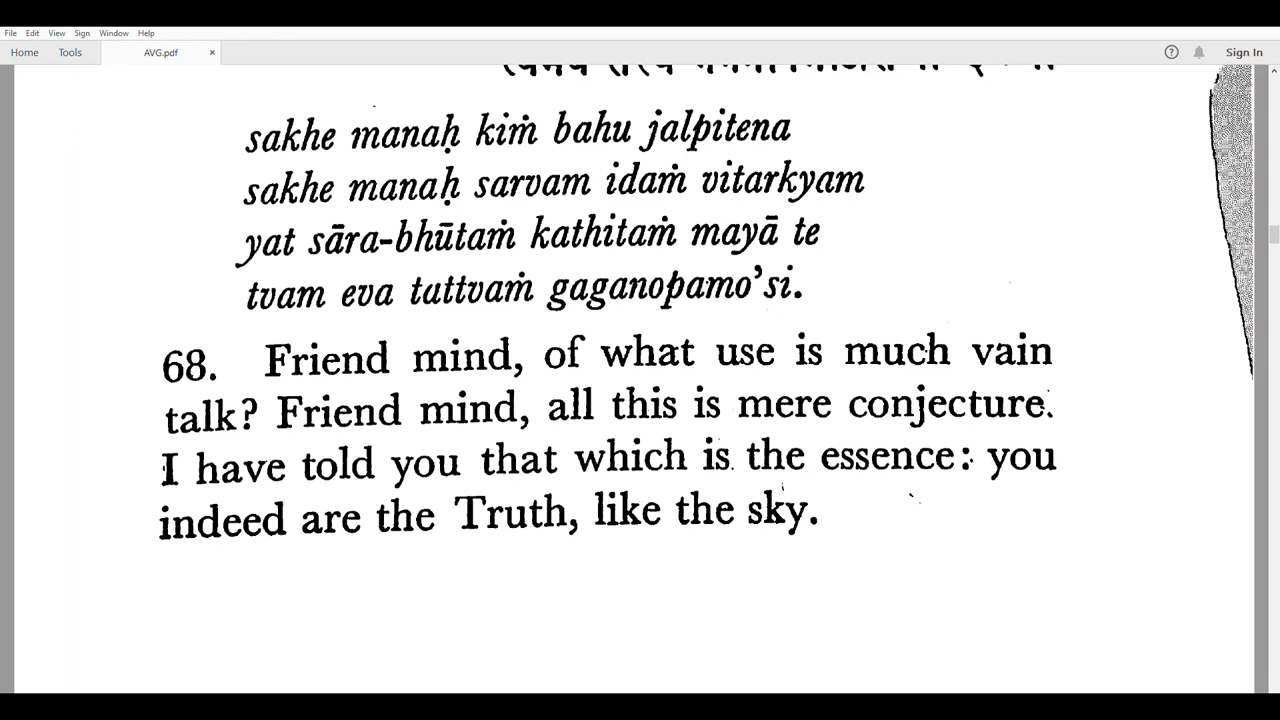 File Edit View Sign Window Help
Home Tools AVG.pdf × Sign In
sakhe manaḥ kiṁ bahu jalpitena
sakhe manaḥ sarvam idaṁ vitarkyam
yat sāra-bhūtaṁ kathitaṁ mayā te
tvam eva tattvaṁ gaganopamo'si.
68. Friend mind, of what use is much vain
talk? Friend mind, all this is mere conjecture.
I have told you that which is the essence: you
indeed are the Truth, like the sky.